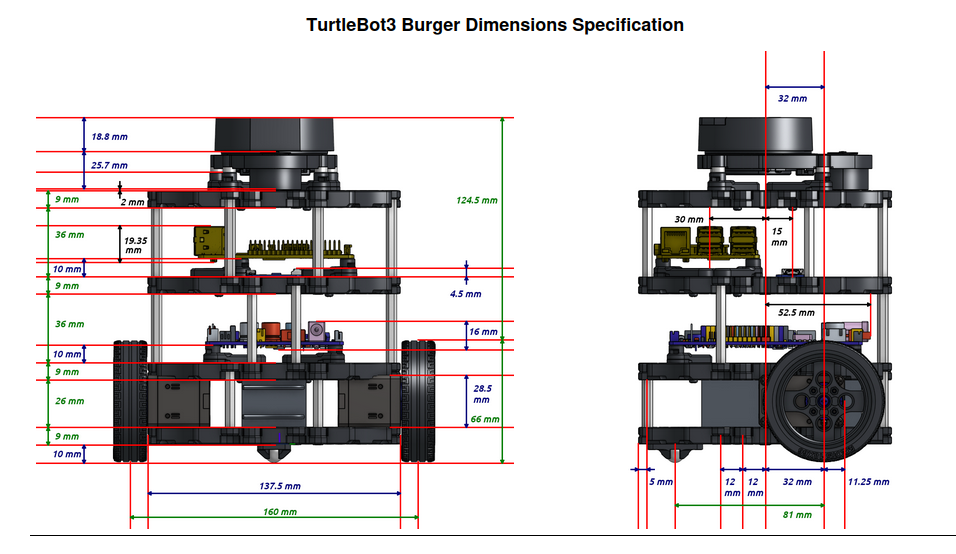 TurtleBot3 Burger Dimensions Specification
32 mm
18.8 mm
25.7 mm
9 mm
2 mm
124.5 mm
36 mm
19.35
mm
30 mm
15
mm
10 mm
9 mm
4.5 mm
52.5 mm
36 mm
16 mm
10 mm
9 mm
28.5
mm
26 mm
66 mm
9 mm
10 mm
5 mm
12
mm
12
mm
32 mm
11.25 mm
137.5 mm
160 mm
81 mm